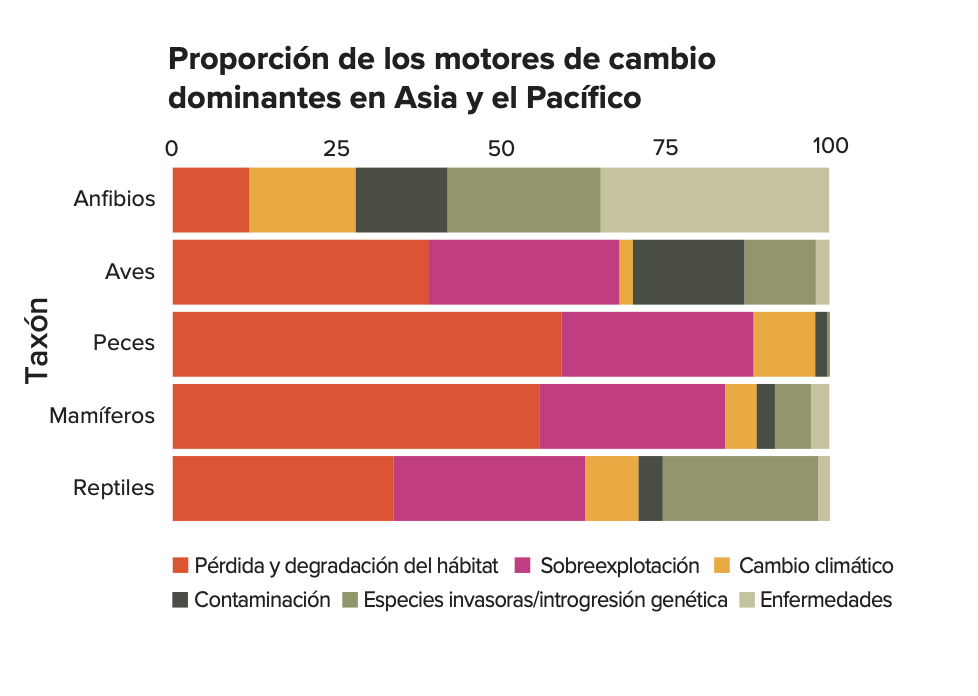 Proporción de los motores de cambio
dominantes en Asia y el Pacífico
0 25 50 75 100
Taxón
Anfibios
Aves
Peces
Mamíferos
Reptiles
Pérdida y degradación del hábitat Sobreexplotación Cambio climático
Contaminación Especies invasoras/introgresión genética Enfermedades